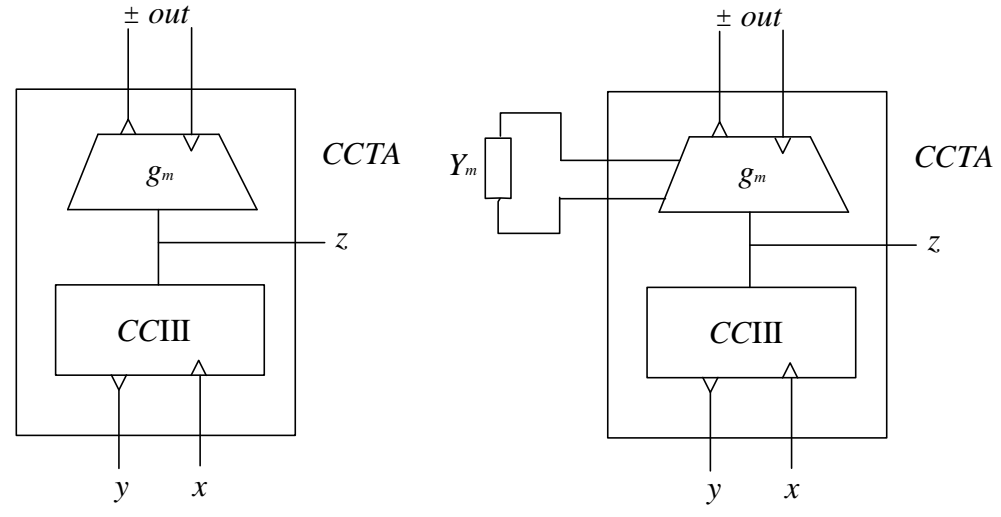 ± out ± out
CCTA CCTA
Ym
gm gm
z z
CCIII CCIII
y x y x